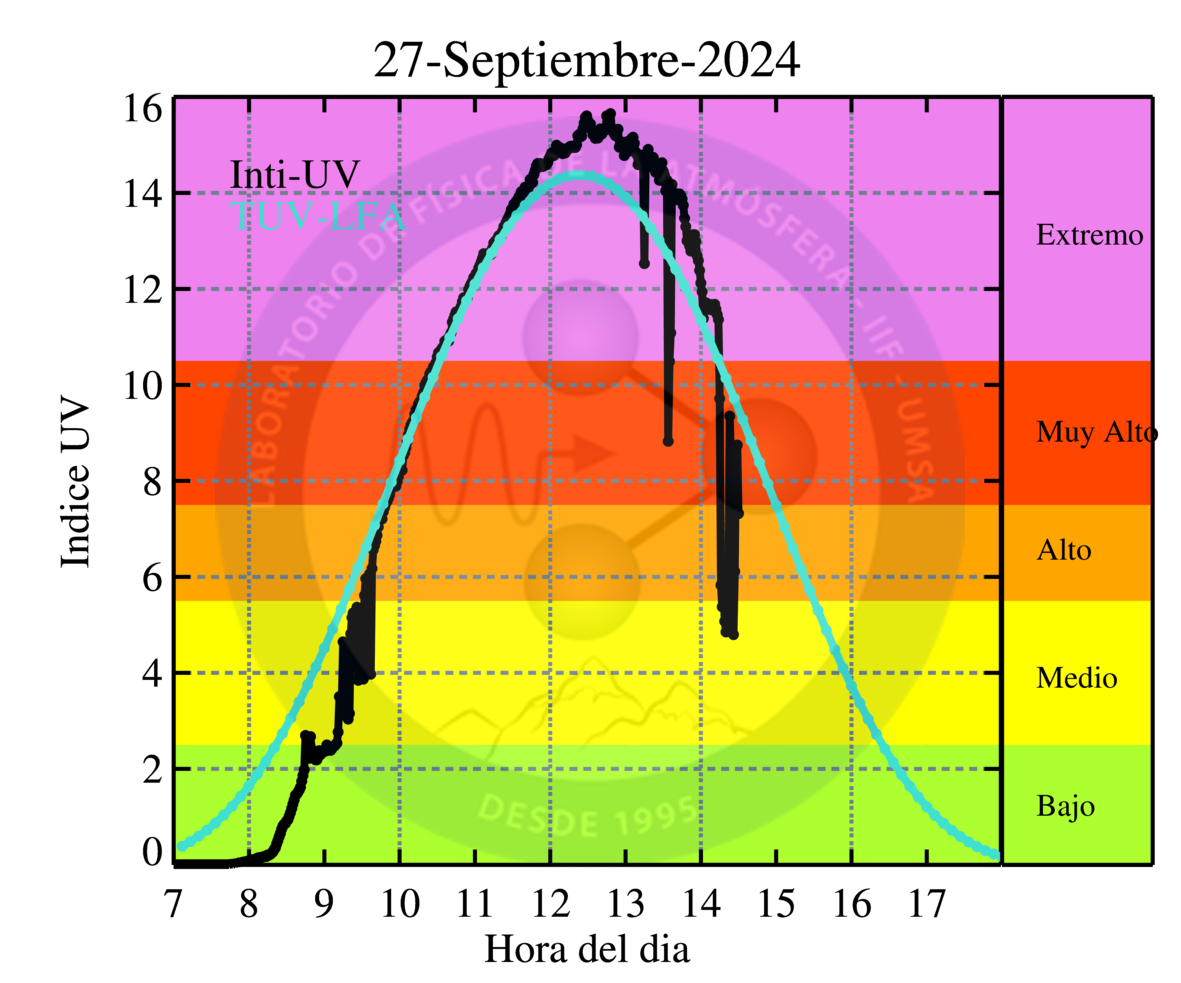 27-Septiembre-2024
16
14
12
10
8
6
4
2
0
Indice UV
Inti-UV
TUV-LFA
LABORATORIO DE FÍSICA DE LA ATMÓSFERA - IIF - UMSA
DESDE 1995
Extremo
Muy Alto
Alto
Medio
Bajo
7 8 9 10 11 12 13 14 15 16 17
Hora del dia